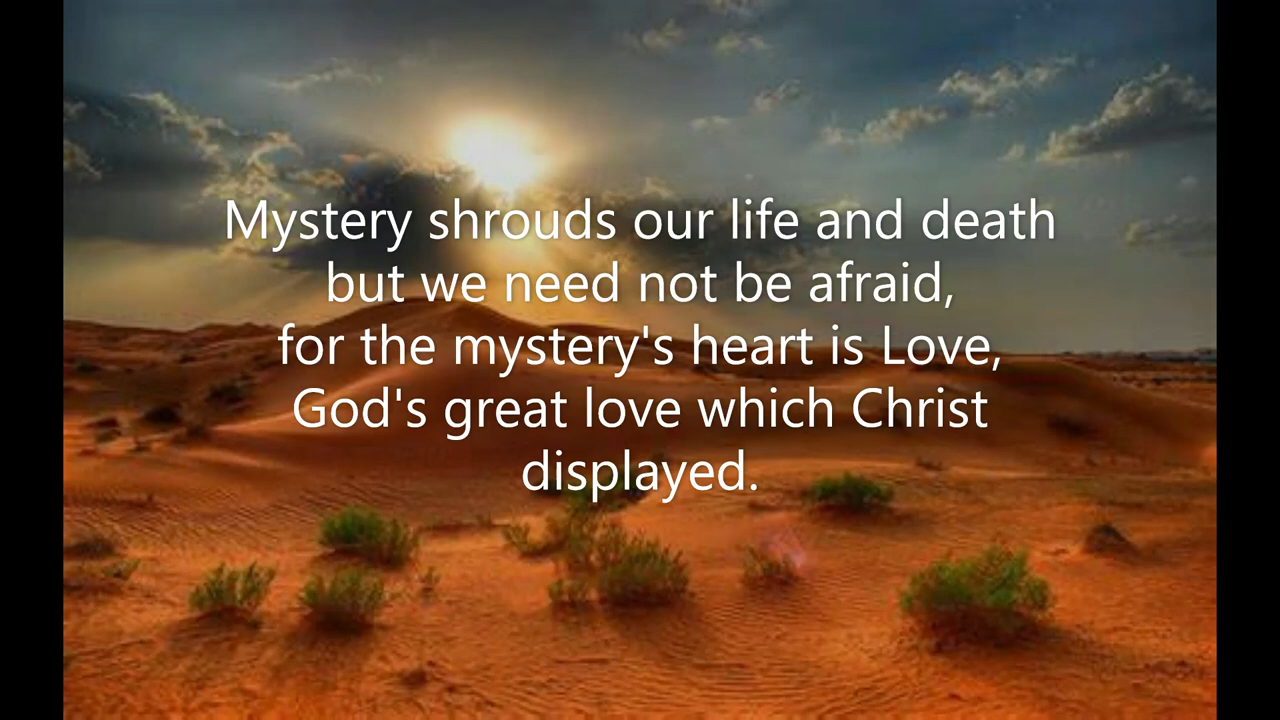 Mystery shrouds our life and death
but we need not be afraid,
for the mystery's heart is Love,
God's great love which Christ
displayed.